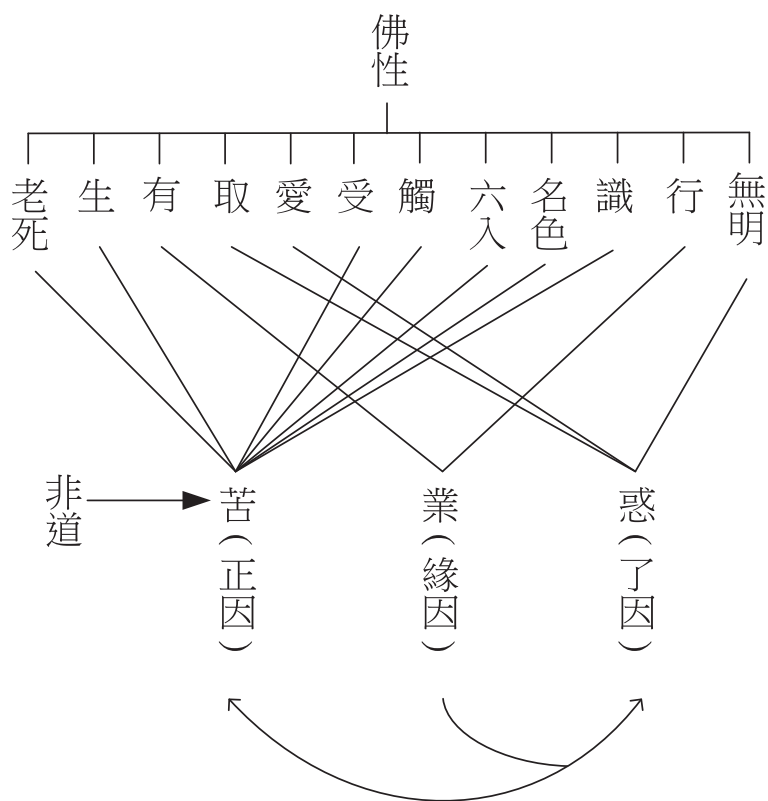 佛性
無明
行
識
名色
六入
觸
受
愛
取
有
生
老死
惑(了因)
業(緣因)
苦(正因)
非道